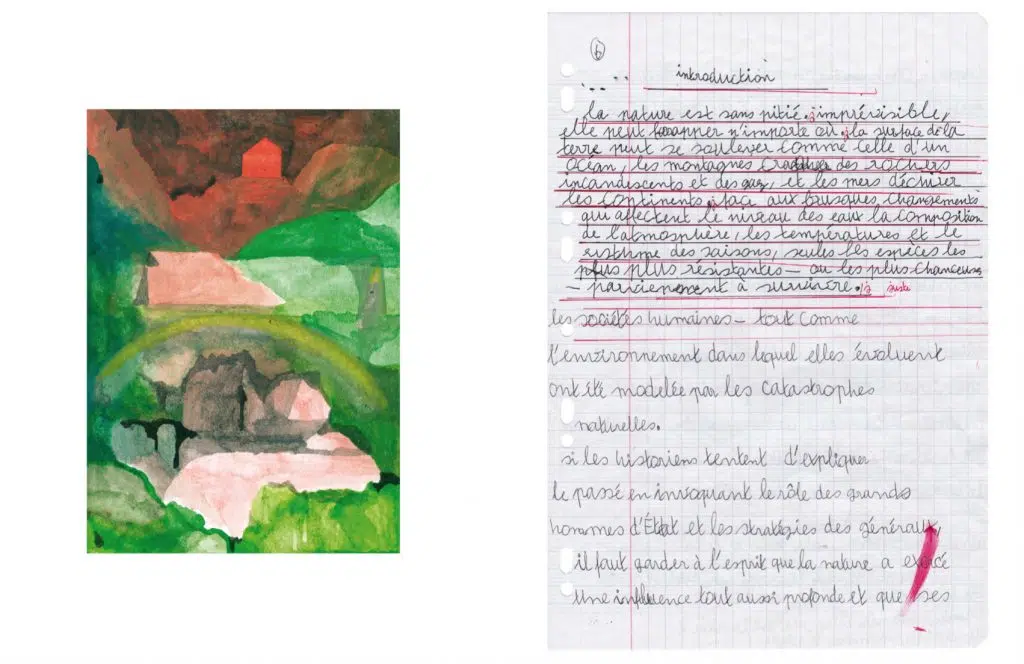 6
introduction
la nature est sans pitié. imprévisible,
elle peut frapper n'importe où. la surface de la
terre peut se soulever comme celle d'un
océan, les montagnes cracher des rochers
incandescents et des gaz, et les mers déchirer
les continents. face aux brusques changements
qui affectent le niveau des eaux la composition
de l'atmosphère, les températures et le
des saisons, seules les espèces les
plus plus résistantes — ou les plus chanceuses
— parviennent à survivre. juste
les sociétés humaines — tout comme
l'environnement dans lequel elles évoluent
ont été modelée par les catastrophes
naturelles.
si les historiens tentent d'expliquer
le passé en invoquant le rôle des grands
hommes d'État et les stratégies des généraux,
il faut garder à l'esprit que la nature a exercé
une influence tout aussi profonde et que ses